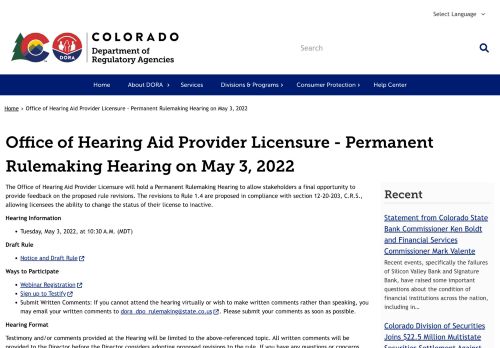 Select Language
COLORADO
Department of
Regulatory Agencies
DORA
Search
Home
About DORA
Services
Divisions & Programs
Consumer Protection
Help Center
Home > Office of Hearing Aid Provider Licensure - Permanent Rulemaking Hearing on May 3, 2022
Office of Hearing Aid Provider Licensure - Permanent
Rulemaking Hearing on May 3, 2022
The Office of Hearing Aid Provider Licensure will hold a Permanent Rulemaking Hearing to allow stakeholders a final opportunity to
provide feedback on the proposed rule revisions. The revisions to Rule 1.4 are proposed in compliance with section 12-20-203, C.R.S.,
allowing licensees the ability to change the status of their license to inactive.
Hearing Information
• Tuesday, May 3, 2022, at 10:30 A.M. (MDT)
Draft Rule
• Notice and Draft Rule
Ways to Participate
• Webinar Registration
• Sign up to Testify
• Submit Written Comments: If you cannot attend the hearing virtually or wish to make written comments rather than speaking, you
may email your written comments to dora_dpo_rulemaking@state.co.us. Please submit your comments as soon as possible.
Hearing Format
Testimony and/or comments provided at the Hearing will be limited to the above-referenced topic. All written comments will be
provided to the Director before the Director considers adopting proposed revisions to the rule. If you have any questions or concerns
Recent
Statement from Colorado State
Bank Commissioner Ken Boldt
and Financial Services
Commissioner Mark Valente
Recent events, specifically the failures
of Silicon Valley Bank and Signature
Bank, have raised some important
questions about the condition of
financial institutions across the nation,
including in...
Colorado Division of Securities
Joins $22.5 Million Multistate
Securities Settlement Against